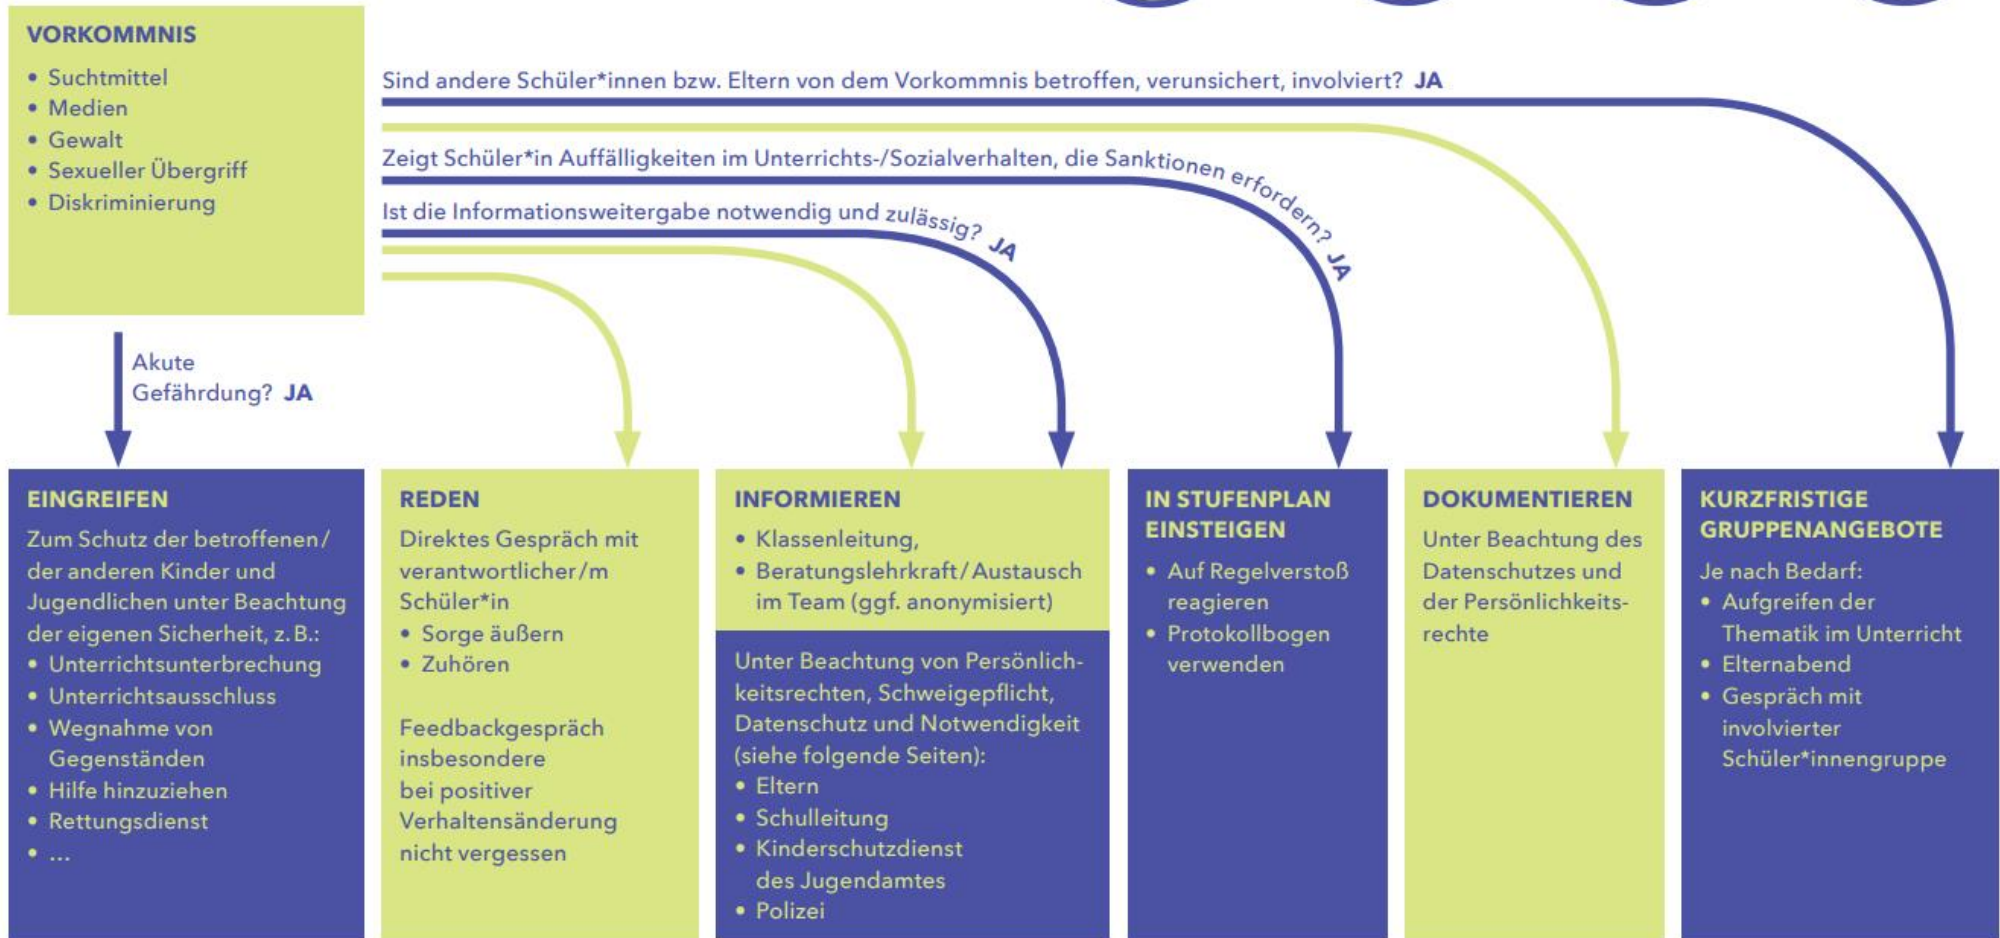 VORKOMMNIS
• Suchtmittel
• Medien
• Gewalt
• Sexueller Übergriff
• Diskriminierung
Sind andere Schüler*innen bzw. Eltern von dem Vorkommnis betroffen, verunsichert, involviert? JA
Zeigt Schüler*in Auffälligkeiten im Unterrichts-/Sozialverhalten, die Sanktionen erfordern? JA
Ist die Informationsweitergabe notwendig und zulässig? JA
Akute
Gefährdung? JA
EINGREIFEN
Zum Schutz der betroffenen/
der anderen Kinder und
Jugendlichen unter Beachtung
der eigenen Sicherheit, z.B.:
• Unterrichtsunterbrechung
• Unterrichtsausschluss
• Wegnahme von
Gegenständen
• Hilfe hinzuziehen
• Rettungsdienst
• ...
REDEN
Direktes Gespräch mit
verantwortlicher/m
Schüler*in
• Sorge äußern
• Zuhören
Feedbackgespräch
insbesondere
bei positiver
Verhaltensänderung
nicht vergessen
INFORMIEREN
• Klassenleitung,
• Beratungslehrkraft/Austausch
im Team (ggf. anonymisiert)
Unter Beachtung von Persönlich-
keitsrechten, Schweigepflicht,
Datenschutz und Notwendigkeit
(siehe folgende Seiten):
• Eltern
• Schulleitung
• Kinderschutzdienst
des Jugendamtes
• Polizei
IN STUFENPLAN
EINSTEIGEN
• Auf Regelverstoß
reagieren
• Protokollbogen
verwenden
DOKUMENTIEREN
Unter Beachtung des
Datenschutzes und
der Persönlichkeits-
rechte
KURZFRISTIGE
GRUPPENANGEBOTE
Je nach Bedarf:
• Aufgreifen der
Thematik im Unterricht
• Elternabend
• Gespräch mit
involvierter
Schüler*innengruppe